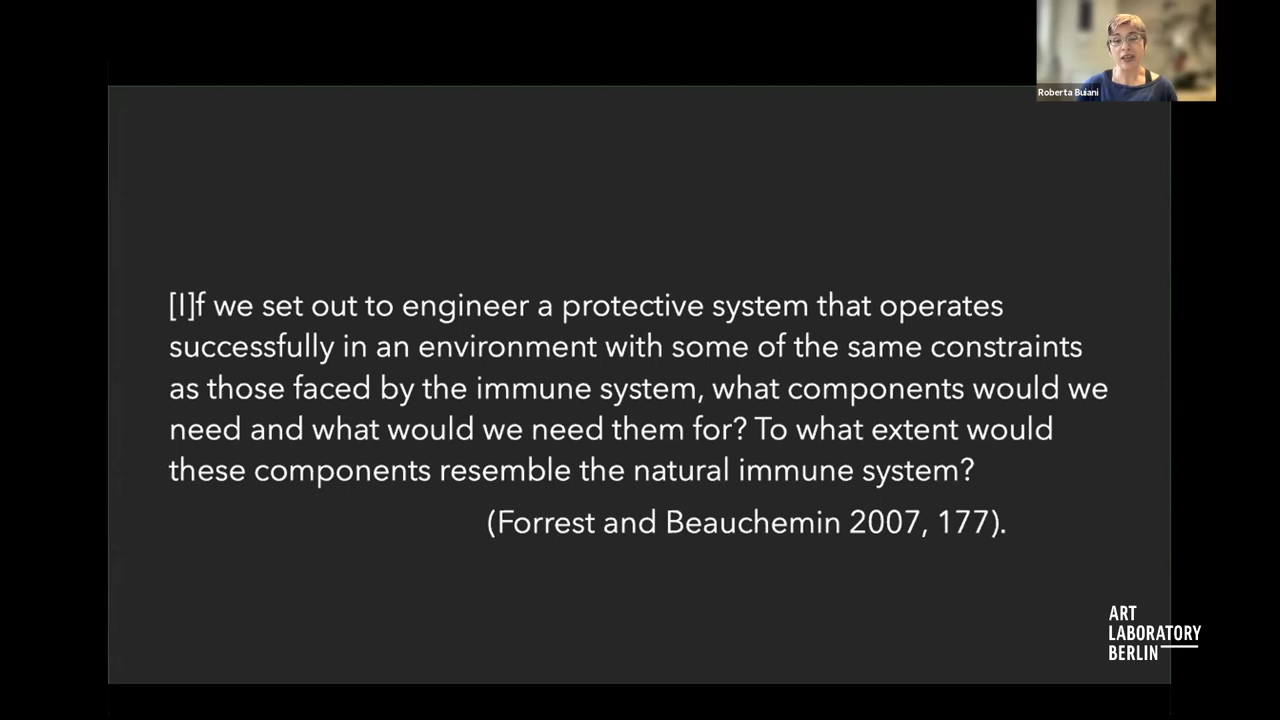 Roberta Buiani
[I]f we set out to engineer a protective system that operates
successfully in an environment with some of the same constraints
as those faced by the immune system, what components would we
need and what would we need them for? To what extent would
these components resemble the natural immune system?
(Forrest and Beauchemin 2007, 177).
ART
LABORATORY
BERLIN